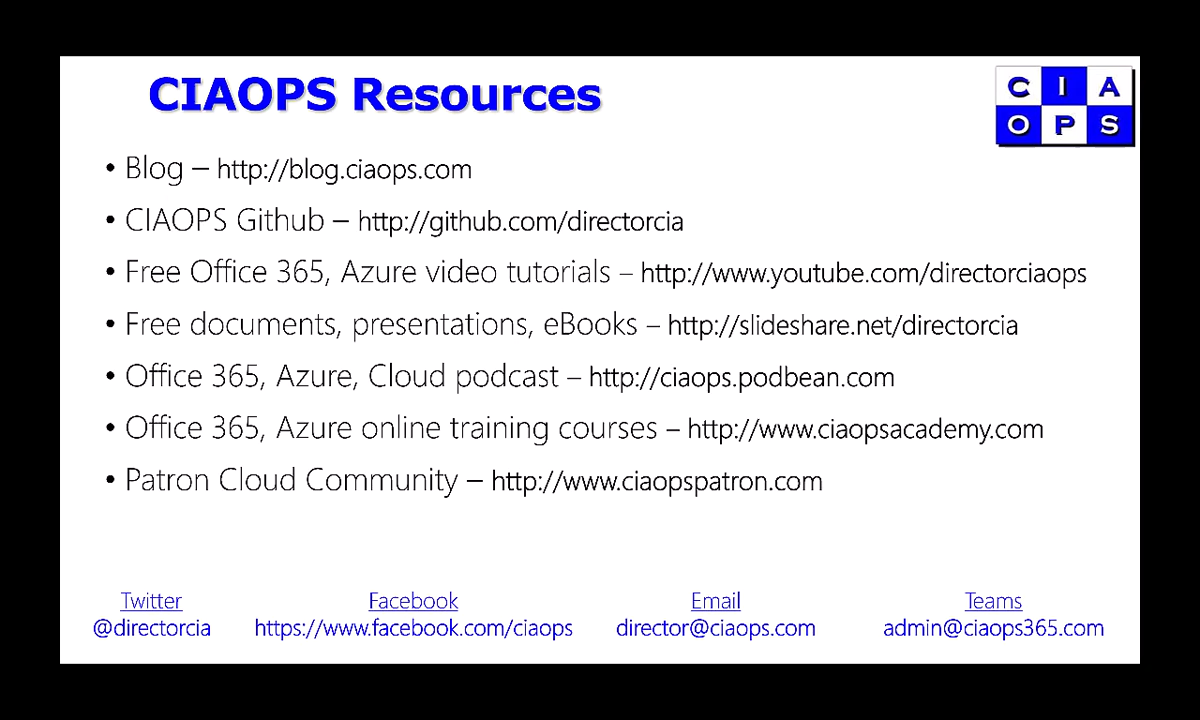 CIAOPS Resources
C I A
O P S
• Blog – http://blog.ciaops.com
• CIAOPS Github – http://github.com/directorcia
• Free Office 365, Azure video tutorials – http://www.youtube.com/directorciaops
• Free documents, presentations, eBooks – http://slideshare.net/directorcia
• Office 365, Azure, Cloud podcast – http://ciaops.podbean.com
• Office 365, Azure online training courses – http://www.ciaopsacademy.com
• Patron Cloud Community – http://www.ciaopspatron.com
Twitter Facebook Email Teams
@directorcia https://www.facebook.com/ciaops director@ciaops.com admin@ciaops365.com